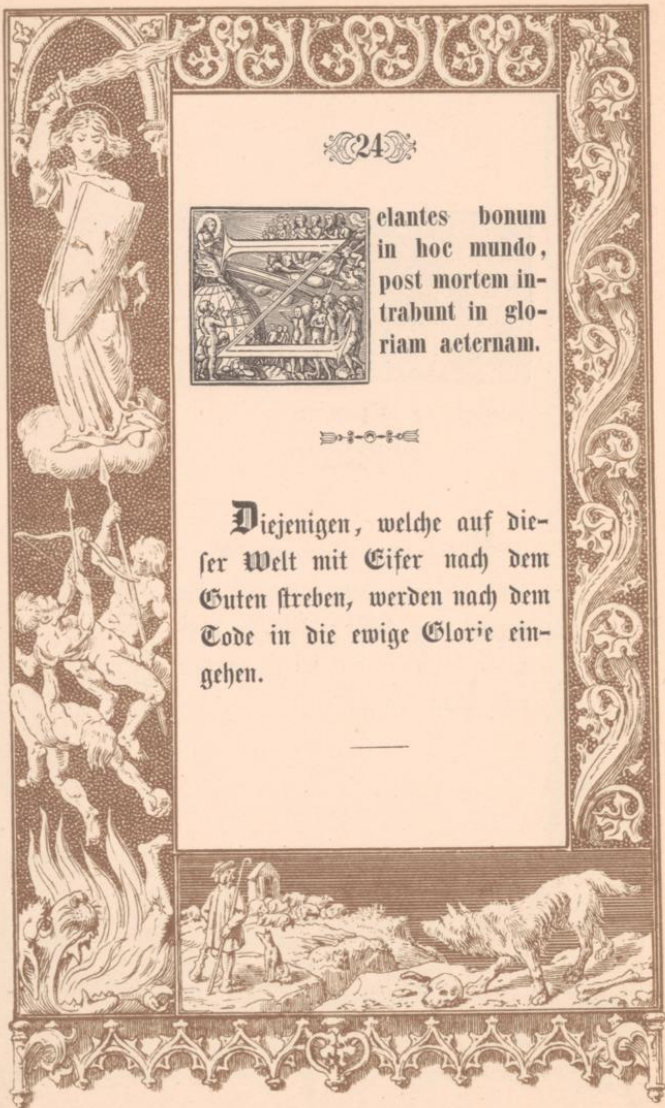 24
Zelantes bonum
in hoc mundo,
post mortem in-
trabunt in glo-
riam aeternam.
Diejenigen, welche auf die-
ſer Welt mit Eifer nach dem
Guten ſtreben, werden nach dem
Tode in die ewige Glorie ein-
gehen.